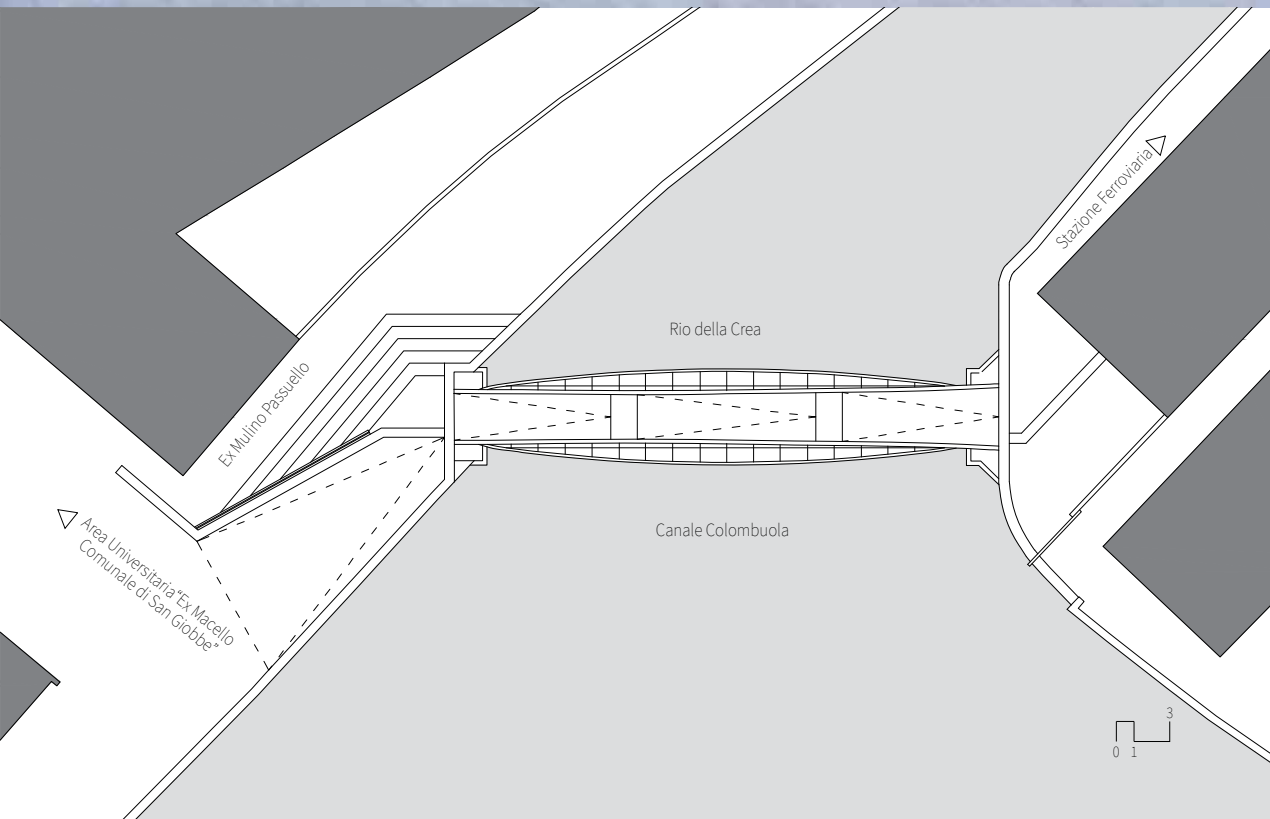 Stazione Ferroviaria
Rio della Crea
Ex Mulino Passuello
Canale Colombuola
Area Universitaria“Ex Macello
Comunale di San Giobbe”
3
0 1